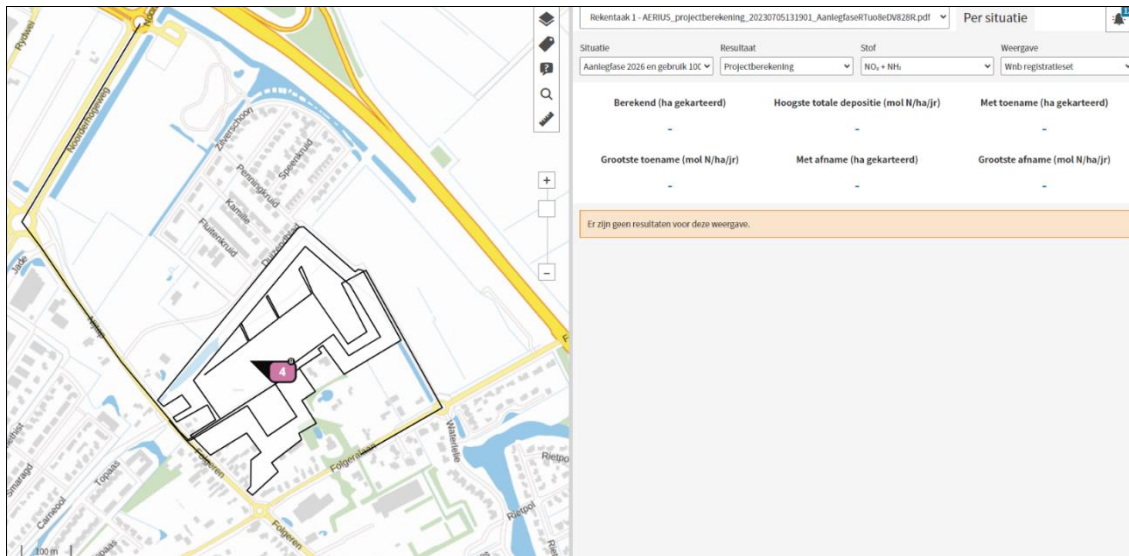 Rydwei
Noorderhogeweg
Zilverschoon
Speenkruid
Penningkruid
Kamille
Fluitenkruid
Duizendblad
Jade
Nijtap
4
Folgeren
Folgeralaan
Waterlelie
Rietpol
Smaragd
Topaas
Carneool
Folgeren
100 m
+
−
Rekentaak 1 - AERIUS_projectberekening_20230705131901_AanlegfaseRTuo8eDV828R.pdf
Per situatie
Situatie
Resultaat
Stof
Weergave
Aanlegfase 2026 en gebruik 100
Projectberekening
NOₓ + NH₃
Wnb registratieset
Berekend (ha gekarteerd)
Hoogste totale depositie (mol N/ha/jr)
Met toename (ha gekarteerd)
-
-
-
Grootste toename (mol N/ha/jr)
Met afname (ha gekarteerd)
Grootste afname (mol N/ha/jr)
-
-
-
Er zijn geen resultaten voor deze weergave.